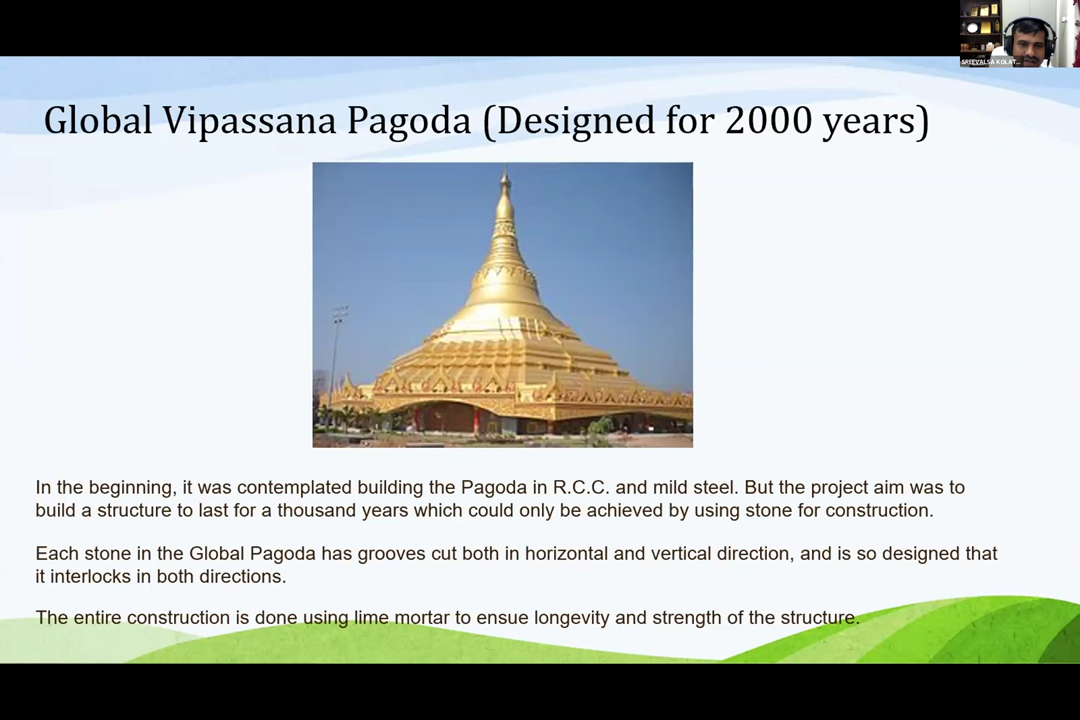 SREEVALSA KOLAT...
Global Vipassana Pagoda (Designed for 2000 years)
In the beginning, it was contemplated building the Pagoda in R.C.C. and mild steel. But the project aim was to
build a structure to last for a thousand years which could only be achieved by using stone for construction.
Each stone in the Global Pagoda has grooves cut both in horizontal and vertical direction, and is so designed that
it interlocks in both directions.
The entire construction is done using lime mortar to ensue longevity and strength of the structure.